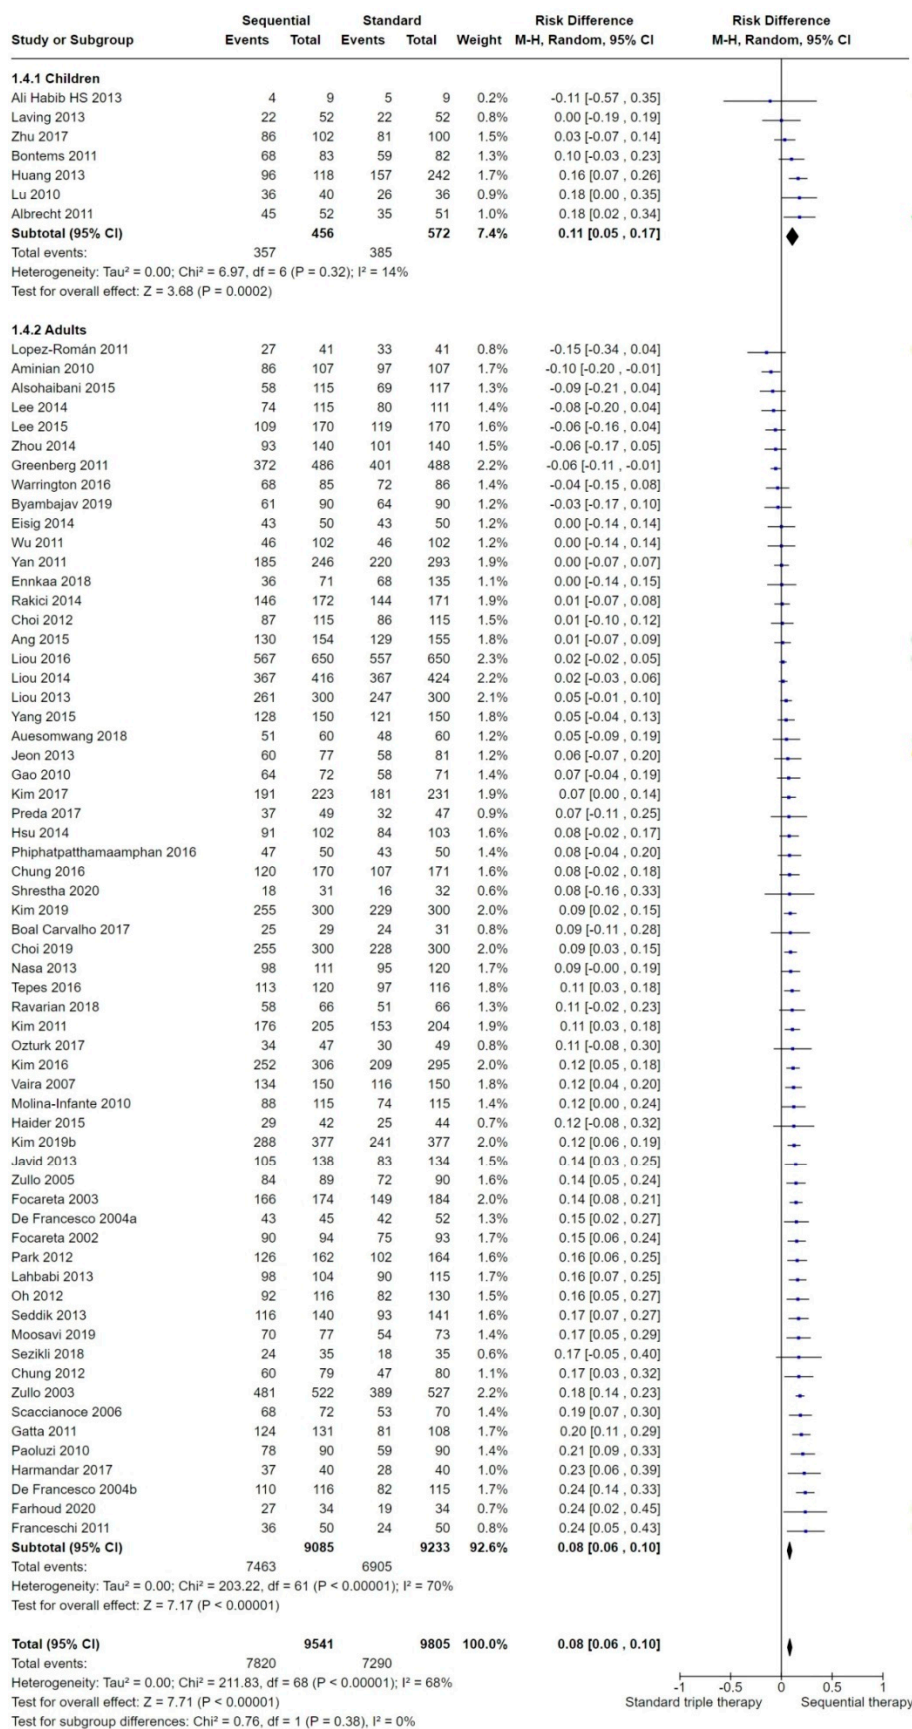 Sequential Standard Risk Difference Risk Difference
Study or Subgroup Events Total Events Total Weight M-H, Random, 95% CI M-H, Random, 95% CI
1.4.1 Children
Ali Habib HS 2013 4 9 5 9 0.2% -0.11 [-0.57 , 0.35]
Laving 2013 22 52 22 52 0.8% 0.00 [-0.19 , 0.19]
Zhu 2017 86 102 81 100 1.5% 0.03 [-0.07 , 0.14]
Bontems 2011 68 83 59 82 1.3% 0.10 [-0.03 , 0.23]
Huang 2013 96 118 157 242 1.7% 0.16 [0.07 , 0.26]
Lu 2010 36 40 26 36 0.9% 0.18 [0.00 , 0.35]
Albrecht 2011 45 52 35 51 1.0% 0.18 [0.02 , 0.34]
Subtotal (95% CI) 456 572 7.4% 0.11 [0.05 , 0.17]
Total events: 357 385
Heterogeneity: Tau² = 0.00; Chi² = 6.97, df = 6 (P = 0.32); I² = 14%
Test for overall effect: Z = 3.68 (P = 0.0002)
1.4.2 Adults
Lopez-Román 2011 27 41 33 41 0.8% -0.15 [-0.34 , 0.04]
Aminian 2010 86 107 97 107 1.7% -0.10 [-0.20 , -0.01]
Alsohaibani 2015 58 115 69 117 1.3% -0.09 [-0.21 , 0.04]
Lee 2014 74 115 80 111 1.4% -0.08 [-0.20 , 0.04]
Lee 2015 109 170 119 170 1.6% -0.06 [-0.16 , 0.04]
Zhou 2014 93 140 101 140 1.5% -0.06 [-0.17 , 0.05]
Greenberg 2011 372 486 401 488 2.2% -0.06 [-0.11 , -0.01]
Warrington 2016 68 85 72 86 1.4% -0.04 [-0.15 , 0.08]
Byambajav 2019 61 90 64 90 1.2% -0.03 [-0.17 , 0.10]
Eisig 2014 43 50 43 50 1.2% 0.00 [-0.14 , 0.14]
Wu 2011 46 102 46 102 1.2% 0.00 [-0.14 , 0.14]
Yan 2011 185 246 220 293 1.9% 0.00 [-0.07 , 0.07]
Ennkaa 2018 36 71 68 135 1.1% 0.00 [-0.14 , 0.15]
Rakici 2014 146 172 144 171 1.9% 0.01 [-0.07 , 0.08]
Choi 2012 87 115 86 115 1.5% 0.01 [-0.10 , 0.12]
Ang 2015 130 154 129 155 1.8% 0.01 [-0.07 , 0.09]
Liou 2016 567 650 557 650 2.3% 0.02 [-0.02 , 0.05]
Liou 2014 367 416 367 424 2.2% 0.02 [-0.03 , 0.06]
Liou 2013 261 300 247 300 2.1% 0.05 [-0.01 , 0.10]
Yang 2015 128 150 121 150 1.8% 0.05 [-0.04 , 0.13]
Auesomwang 2018 51 60 48 60 1.2% 0.05 [-0.09 , 0.19]
Jeon 2013 60 77 58 81 1.2% 0.06 [-0.07 , 0.20]
Gao 2010 64 72 58 71 1.4% 0.07 [-0.04 , 0.19]
Kim 2017 191 223 181 231 1.9% 0.07 [0.00 , 0.14]
Preda 2017 37 49 32 47 0.9% 0.07 [-0.11 , 0.25]
Hsu 2014 91 102 84 103 1.6% 0.08 [-0.02 , 0.17]
Phiphatpatthamaamphan 2016 47 50 43 50 1.4% 0.08 [-0.04 , 0.20]
Chung 2016 120 170 107 171 1.6% 0.08 [-0.02 , 0.18]
Shrestha 2020 18 31 16 32 0.6% 0.08 [-0.16 , 0.33]
Kim 2019 255 300 229 300 2.0% 0.09 [0.02 , 0.15]
Boal Carvalho 2017 25 29 24 31 0.8% 0.09 [-0.11 , 0.28]
Choi 2019 255 300 228 300 2.0% 0.09 [0.03 , 0.15]
Nasa 2013 98 111 95 120 1.7% 0.09 [-0.00 , 0.19]
Tepes 2016 113 120 97 116 1.8% 0.11 [0.03 , 0.18]
Ravarian 2018 58 66 51 66 1.3% 0.11 [-0.02 , 0.23]
Kim 2011 176 205 153 204 1.9% 0.11 [0.03 , 0.18]
Ozturk 2017 34 47 30 49 0.8% 0.11 [-0.08 , 0.30]
Kim 2016 252 306 209 295 2.0% 0.12 [0.05 , 0.18]
Vaira 2007 134 150 116 150 1.8% 0.12 [0.04 , 0.20]
Molina-Infante 2010 88 115 74 115 1.4% 0.12 [0.00 , 0.24]
Haider 2015 29 42 25 44 0.7% 0.12 [-0.08 , 0.32]
Kim 2019b 288 377 241 377 2.0% 0.12 [0.06 , 0.19]
Javid 2013 105 138 83 134 1.5% 0.14 [0.03 , 0.25]
Zullo 2005 84 89 72 90 1.6% 0.14 [0.05 , 0.24]
Focareta 2003 166 174 149 184 2.0% 0.14 [0.08 , 0.21]
De Francesco 2004a 43 45 42 52 1.3% 0.15 [0.02 , 0.27]
Focareta 2002 90 94 75 93 1.7% 0.15 [0.06 , 0.24]
Park 2012 126 162 102 164 1.6% 0.16 [0.06 , 0.25]
Lahbabi 2013 98 104 90 115 1.7% 0.16 [0.07 , 0.25]
Oh 2012 92 116 82 130 1.5% 0.16 [0.05 , 0.27]
Seddik 2013 116 140 93 141 1.6% 0.17 [0.07 , 0.27]
Moosavi 2019 70 77 54 73 1.4% 0.17 [0.05 , 0.29]
Sezikli 2018 24 35 18 35 0.6% 0.17 [-0.05 , 0.40]
Chung 2012 60 79 47 80 1.1% 0.17 [0.03 , 0.32]
Zullo 2003 481 522 389 527 2.2% 0.18 [0.14 , 0.23]
Scaccianoce 2006 68 72 53 70 1.4% 0.19 [0.07 , 0.30]
Gatta 2011 124 131 81 108 1.7% 0.20 [0.11 , 0.29]
Paoluzi 2010 78 90 59 90 1.4% 0.21 [0.09 , 0.33]
Harmandar 2017 37 40 28 40 1.0% 0.23 [0.06 , 0.39]
De Francesco 2004b 110 116 82 115 1.7% 0.24 [0.14 , 0.33]
Farhoud 2020 27 34 19 34 0.7% 0.24 [0.02 , 0.45]
Franceschi 2011 36 50 24 50 0.8% 0.24 [0.05 , 0.43]
Subtotal (95% CI) 9085 9233 92.6% 0.08 [0.06 , 0.10]
Total events: 7463 6905
Heterogeneity: Tau² = 0.00; Chi² = 203.22, df = 61 (P < 0.00001); I² = 70%
Test for overall effect: Z = 7.17 (P < 0.00001)
Total (95% CI) 9541 9805 100.0% 0.08 [0.06 , 0.10]
Total events: 7820 7290
Heterogeneity: Tau² = 0.00; Chi² = 211.83, df = 68 (P < 0.00001); I² = 68%
Test for overall effect: Z = 7.71 (P < 0.00001)
Test for subgroup differences: Chi² = 0.76, df = 1 (P = 0.38), I² = 0%
-1 -0.5 0 0.5 1
Standard triple therapy Sequential therapy